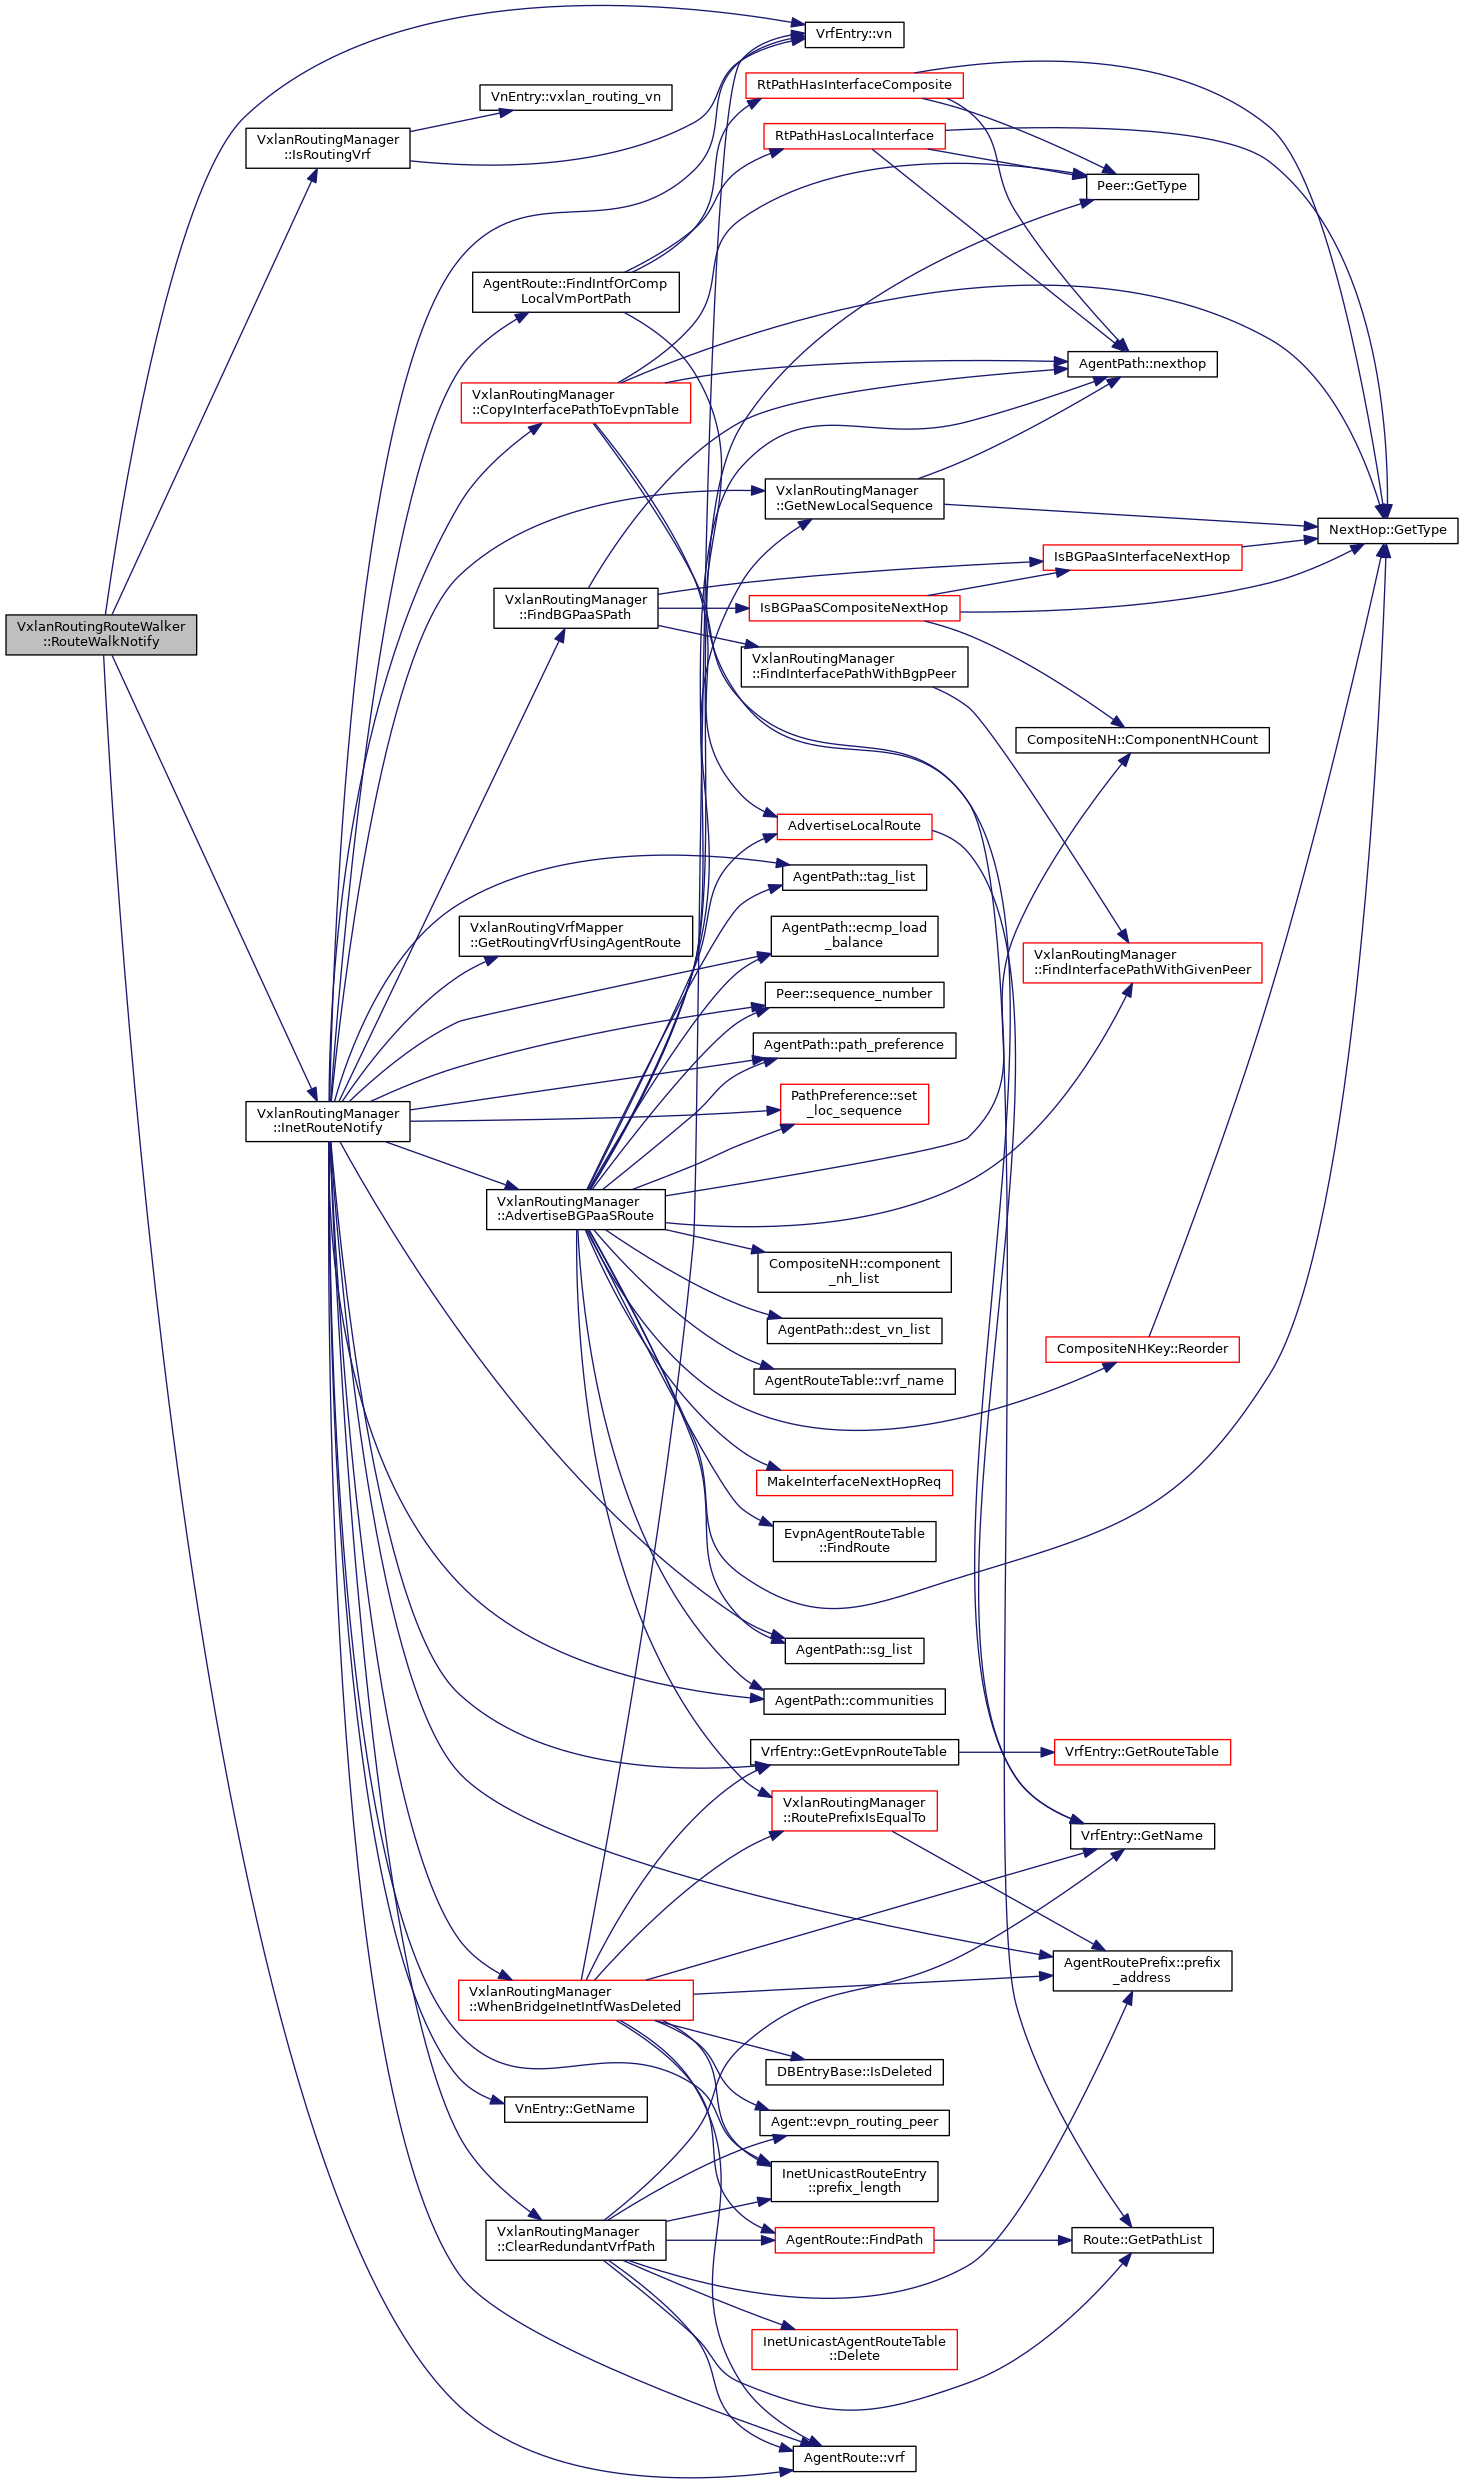 VrfEntry::vn
RtPathHasInterfaceComposite
VnEntry::vxlan_routing_vn
RtPathHasLocalInterface
VxlanRoutingManager
::IsRoutingVrf
Peer::GetType
AgentRoute::FindIntfOrComp
LocalVmPortPath
AgentPath::nexthop
VxlanRoutingManager
::CopyInterfacePathToEvpnTable
VxlanRoutingManager
::GetNewLocalSequence
NextHop::GetType
IsBGPaaSInterfaceNextHop
VxlanRoutingManager
::FindBGPaaSPath
IsBGPaaSCompositeNextHop
VxlanRoutingRouteWalker
::RouteWalkNotify
VxlanRoutingManager
::FindInterfacePathWithBgpPeer
CompositeNH::ComponentNHCount
AdvertiseLocalRoute
AgentPath::tag_list
VxlanRoutingVrfMapper
::GetRoutingVrfUsingAgentRoute
AgentPath::ecmp_load
_balance
VxlanRoutingManager
::FindInterfacePathWithGivenPeer
Peer::sequence_number
AgentPath::path_preference
PathPreference::set
_loc_sequence
VxlanRoutingManager
::InetRouteNotify
VxlanRoutingManager
::AdvertiseBGPaaSRoute
CompositeNH::component
_nh_list
AgentPath::dest_vn_list
CompositeNHKey::Reorder
AgentRouteTable::vrf_name
MakeInterfaceNextHopReq
EvpnAgentRouteTable
::FindRoute
AgentPath::sg_list
AgentPath::communities
VrfEntry::GetEvpnRouteTable
VrfEntry::GetRouteTable
VxlanRoutingManager
::RoutePrefixIsEqualTo
VrfEntry::GetName
AgentRoutePrefix::prefix
_address
VxlanRoutingManager
::WhenBridgeInetIntfWasDeleted
DBEntryBase::IsDeleted
VnEntry::GetName
Agent::evpn_routing_peer
InetUnicastRouteEntry
::prefix_length
VxlanRoutingManager
::ClearRedundantVrfPath
AgentRoute::FindPath
Route::GetPathList
InetUnicastAgentRouteTable
::Delete
AgentRoute::vrf